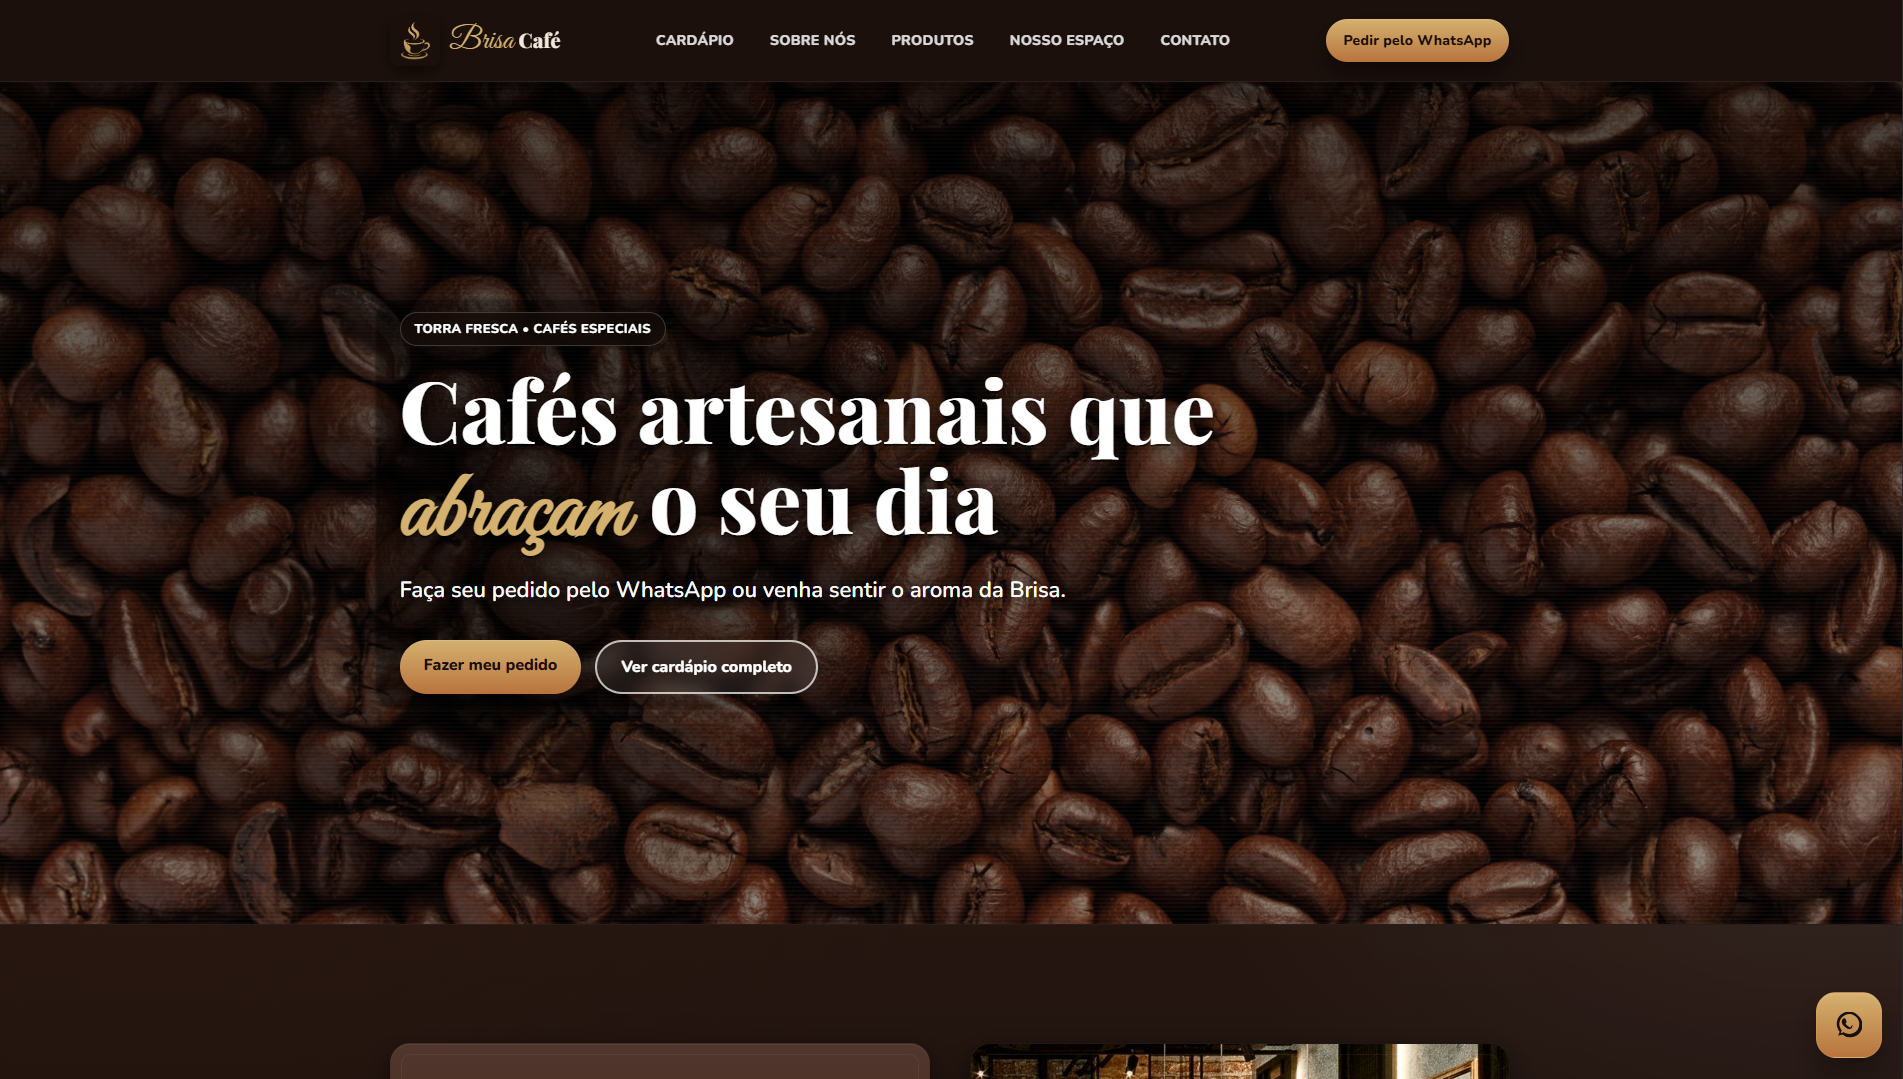 Brisa Café
CARDÁPIO
SOBRE NÓS
PRODUTOS
NOSSO ESPAÇO
CONTATO
Pedir pelo WhatsApp
TORRA FRESCA • CAFÉS ESPECIAIS
Cafés artesanais que
abraçam o seu dia
Faça seu pedido pelo WhatsApp ou venha sentir o aroma da Brisa.
Fazer meu pedido
Ver cardápio completo